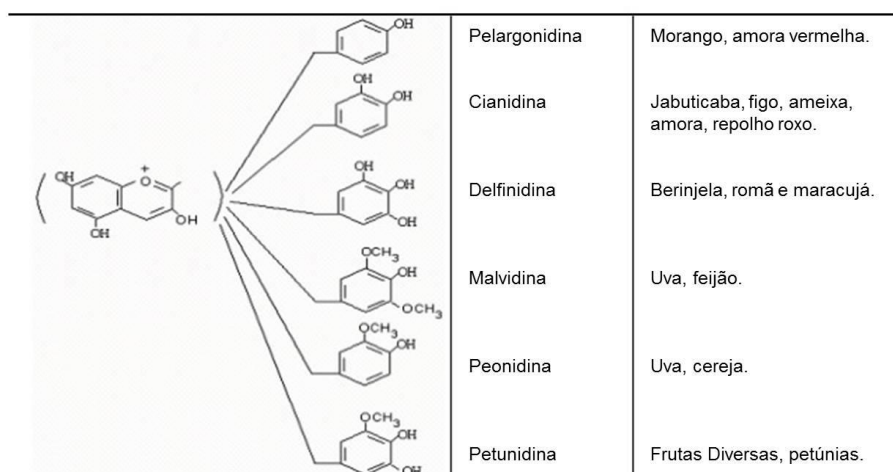 OH
Pelargonidina
Morango, amora vermelha.
OH
OH
Cianidina
Jabuticaba, figo, ameixa,
amora, repolho roxo.
OH
O
+
OH
OH
OH
OH
OH
Delfinidina
Berinjela, romã e maracujá.
OCH3
OH
OCH3
Malvidina
Uva, feijão.
OCH3
OH
Peonidina
Uva, cereja.
OCH3
OH
OH
Petunidina
Frutas Diversas, petúnias.